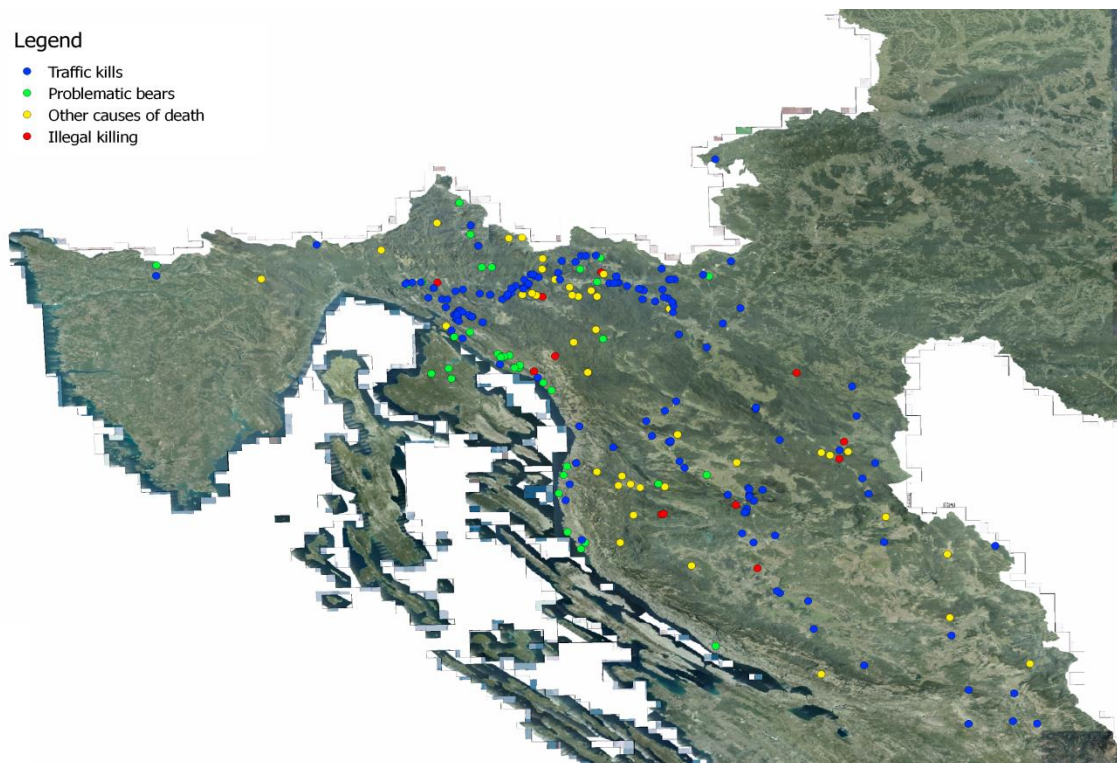 Legend
Traffic kills
Problematic bears
Other causes of death
Illegal killing